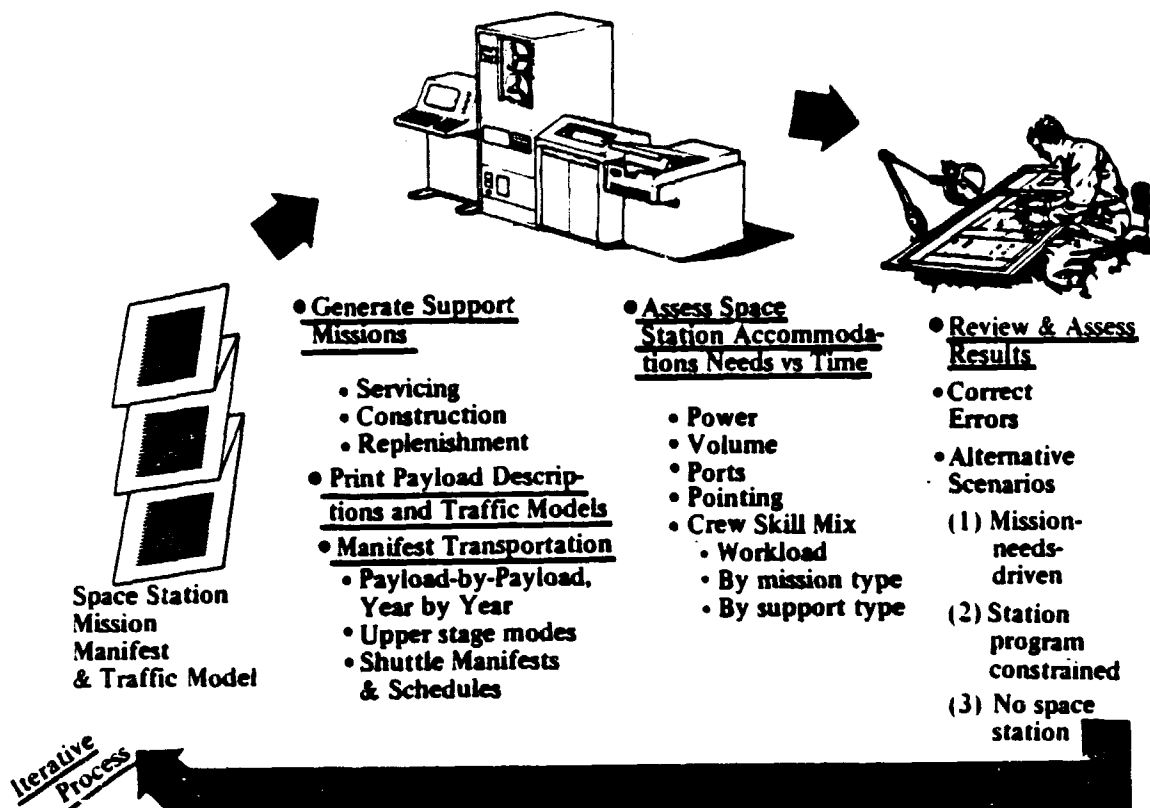 • Generate Support
Missions
• Servicing
• Construction
• Replenishment
• Print Payload Descrip-
tions and Traffic Models
• Manifest Transportation
• Payload-by-Payload,
Year by Year
• Upper stage modes
• Shuttle Manifests
& Schedules
• Assess Space
Station Accommoda-
tions Needs vs Time
• Power
• Volume
• Ports
• Pointing
• Crew Skill Mix
• Workload
• By mission type
• By support type
• Review & Assess
Results
• Correct
Errors
• Alternative
Scenarios
(1) Mission-
needs-
driven
(2) Station
program
constrained
(3) No space
station
Space Station
Mission
Manifest
& Traffic Model
Iterative
Process